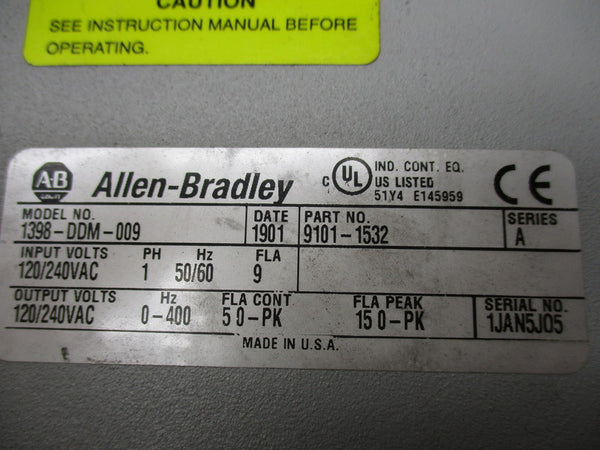 CAUTION
SEE INSTRUCTION MANUAL BEFORE
OPERATING.
AB Allen-Bradley
c UL US LISTED
IND. CONT. EQ.
51Y4 E145959
CE
MODEL NO. DATE PART NO. SERIES
1398-DDM-009 1901 9101-1532 A
INPUT VOLTS PH Hz FLA
120/240VAC 1 50/60 9
OUTPUT VOLTS Hz FLA CONT FLA PEAK SERIAL NO.
120/240VAC 0-400 5 0-PK 15 0-PK 1JAN5J05
MADE IN U.S.A.